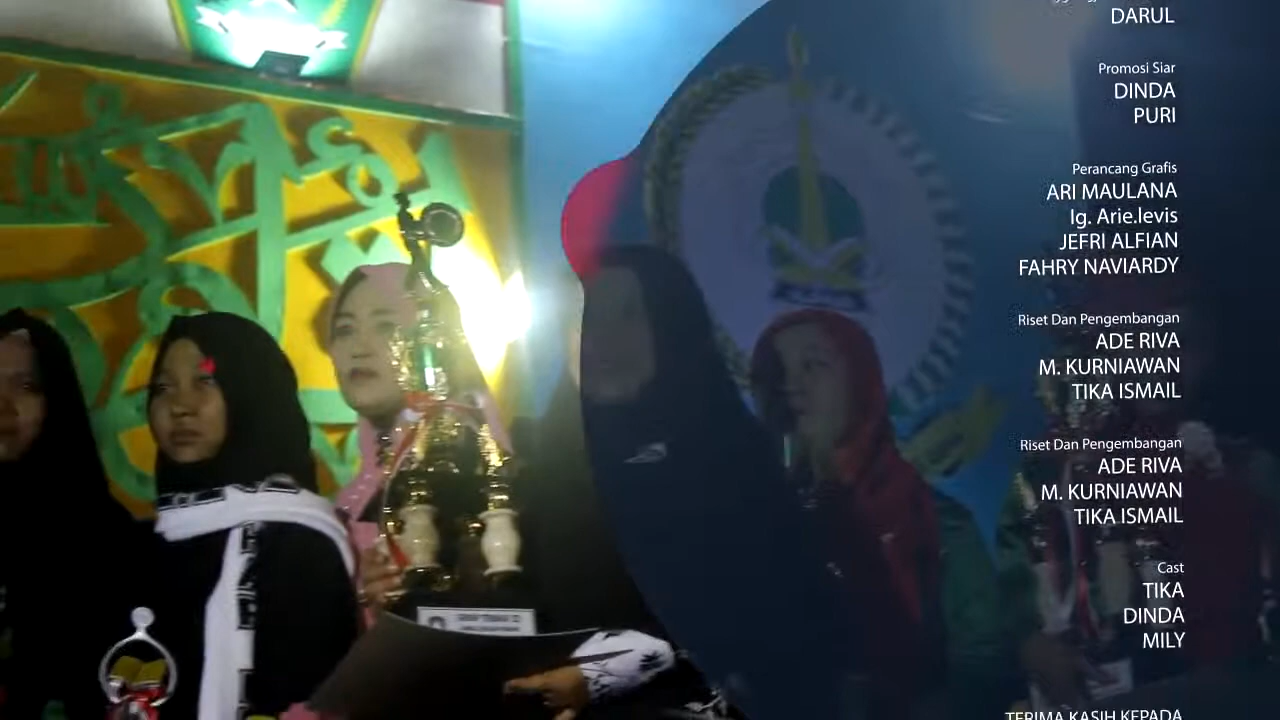 DARUL
Promosi Siar
DINDA
PURI
Perancang Grafis
ARI MAULANA
Ig. Arie.levis
JEFRI ALFIAN
FAHRY NAVIARDY
Riset Dan Pengembangan
ADE RIVA
M. KURNIAWAN
TIKA ISMAIL
Riset Dan Pengembangan
ADE RIVA
M. KURNIAWAN
TIKA ISMAIL
Cast
TIKA
DINDA
MILY
TERIMA KASIH KEPADA